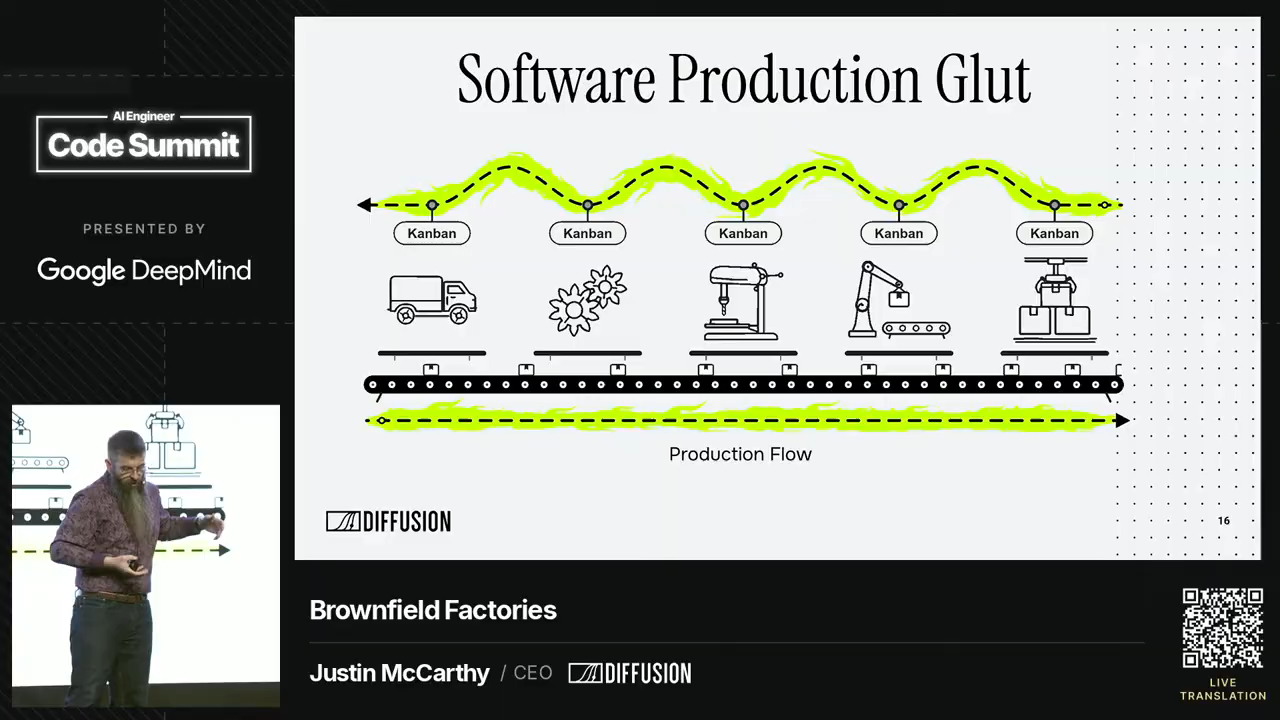 AI Engineer
Code Summit
PRESENTED BY
Google DeepMind
Software Production Glut
Kanban
Kanban
Kanban
Kanban
Kanban
Production Flow
DIFFUSION
16
Brownfield Factories
Justin McCarthy / CEO DIFFUSION
LIVE
TRANSLATION